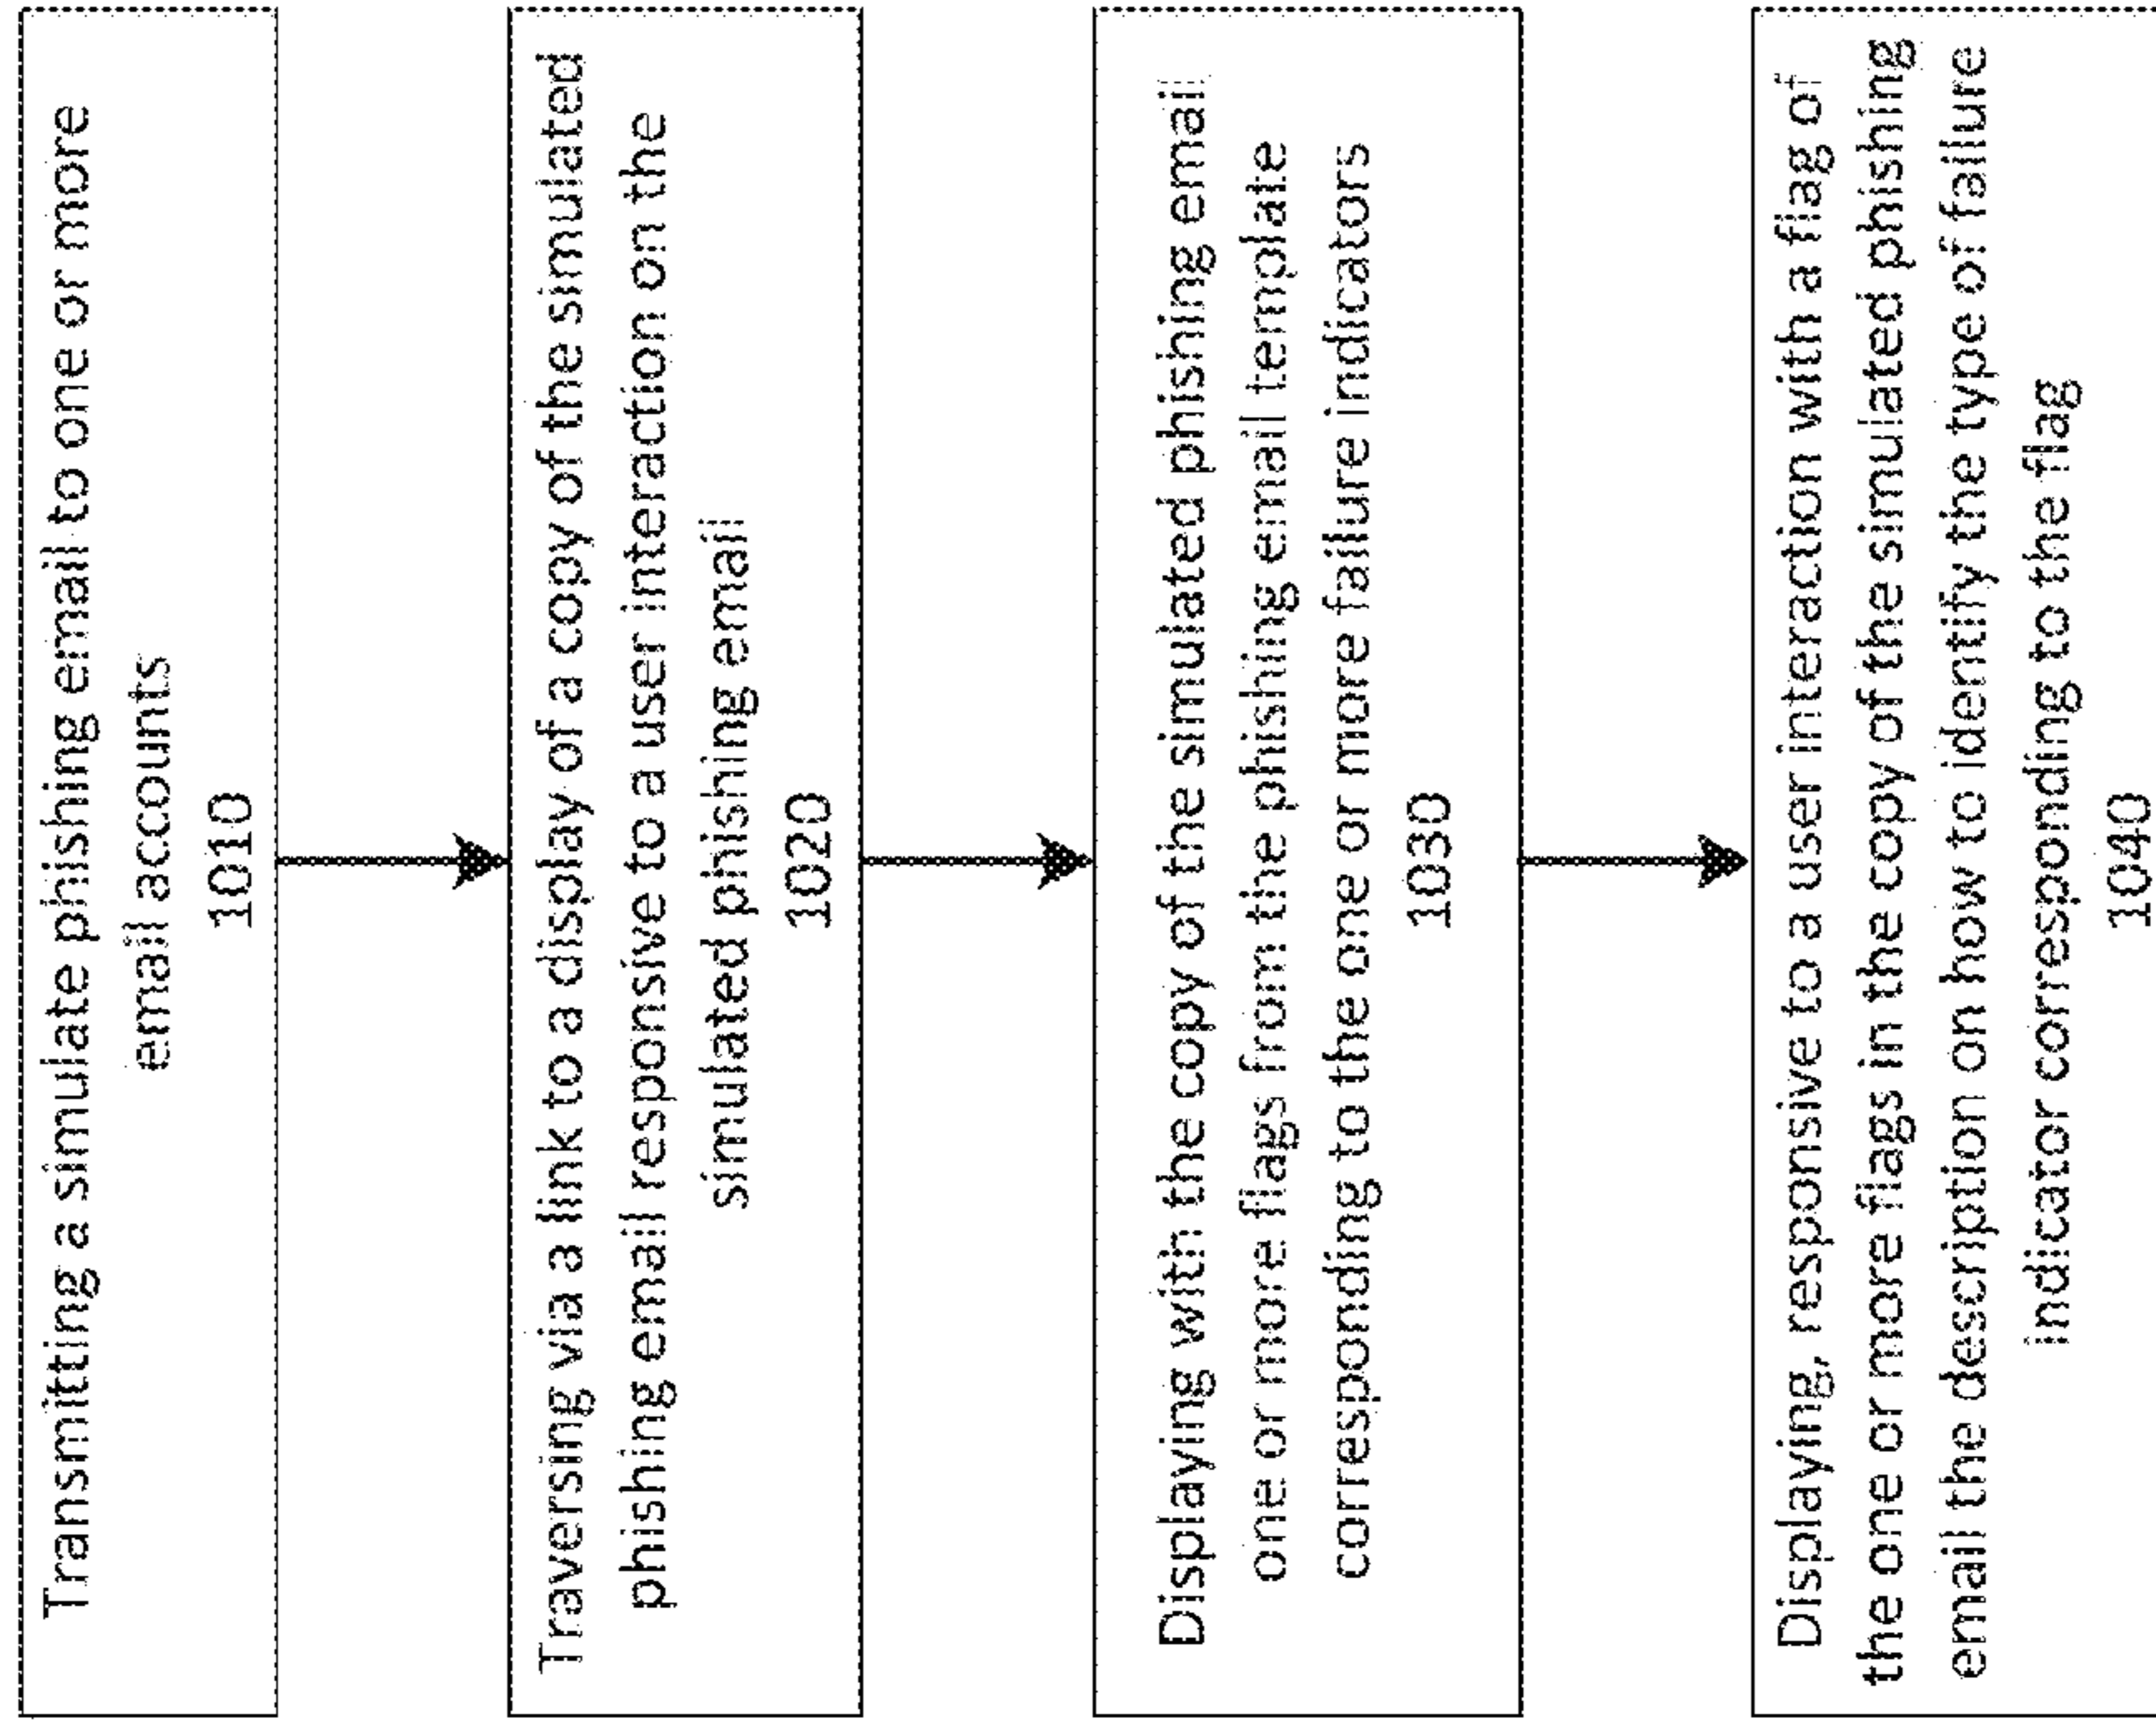 Transmitting a simulate phishing email to one or more
email accounts
1010
Traversing via a link to a display of a copy of the simulated
phishing email responsive to a user interaction on the
simulated phishing email
1020
Displaying with the copy of the simulated phishing email
one or more flags from the phishing email template
corresponding to the one or more failure indicators
1030
Displaying, responsive to a user interaction with a flag of
the one or more flags in the copy of the simulated phishing
email the description on how to identify the type of failure
indicator corresponding to the flag
1040